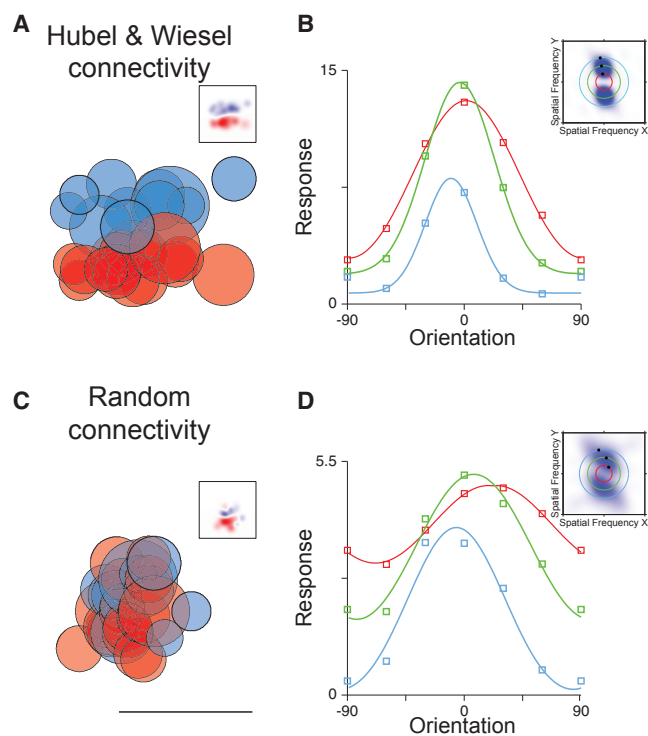 A
Hubel & Wiesel
connectivity
B
15
Response
0
-90
0
90
Orientation
Spatial Frequency Y
Spatial Frequency X
C
Random
connectivity
D
5.5
Response
0
-90
0
90
Orientation
Spatial Frequency Y
Spatial Frequency X